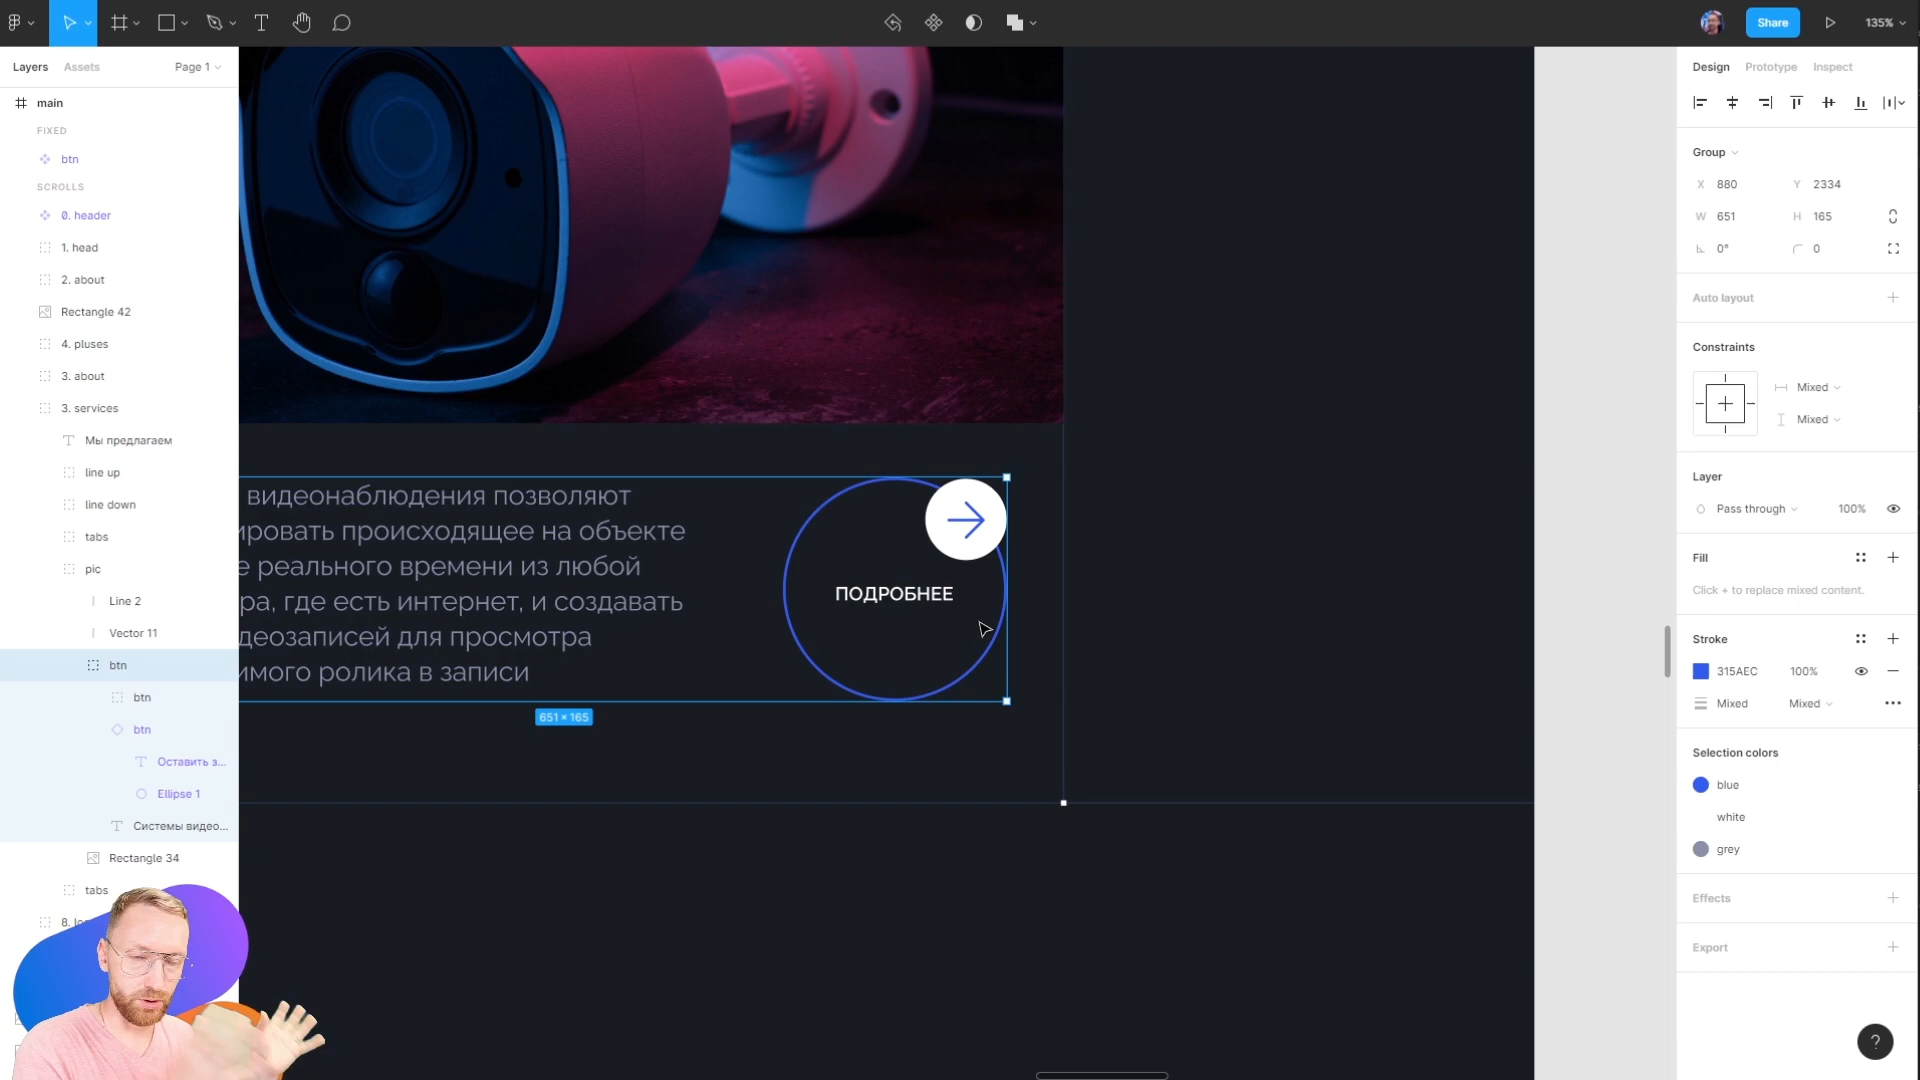 Share
135%
Layers
Assets
Page 1
main
FIXED
btn
SCROLLS
0. header
1. head
2. about
Rectangle 42
4. pluses
3. about
3. services
Мы предлагаем
line up
line down
tabs
pic
Line 2
Vector 11
btn
btn
btn
Оставить з...
Ellipse 1
Системы видео...
Rectangle 34
tabs
видеонаблюдения позволяют
ировать происходящее на объекте
е реального времени из любой
ра, где есть интернет, и создавать
деозаписей для просмотра
имого ролика в записи
ПОДРОБНЕЕ
651 × 165
Design
Prototype
Inspect
Group
X 880
Y 2334
W 651
H 165
0°
0
Auto layout
Constraints
Mixed
Mixed
Layer
Pass through
100%
Fill
Click + to replace mixed content.
Stroke
315AEC
100%
Mixed
Mixed
Selection colors
blue
white
grey
Effects
Export
?